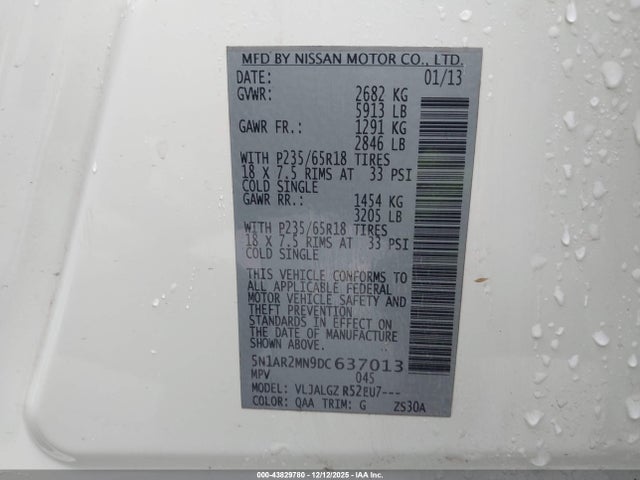 MFD BY NISSAN MOTOR CO., LTD.
DATE: 01/13
GVWR: 2682 KG
5913 LB
GAWR FR.: 1291 KG
2846 LB
WITH P235/65R18 TIRES
18 X 7.5 RIMS AT 33 PSI
COLD SINGLE
GAWR RR.: 1454 KG
3205 LB
WITH P235/65R18 TIRES
18 X 7.5 RIMS AT 33 PSI
COLD SINGLE
THIS VEHICLE CONFORMS TO
ALL APPLICABLE FEDERAL
MOTOR VEHICLE SAFETY AND
THEFT PREVENTION
STANDARDS IN EFFECT ON
THE DATE OF MANUFACTURE
SHOWN ABOVE.
5N1AR2MN9DC637013
MPV 045
MODEL: VLJALGZ R52EU7---
COLOR: QAA TRIM: G ZS30A
000-43829780 - 12/12/2025 - IAA Inc.